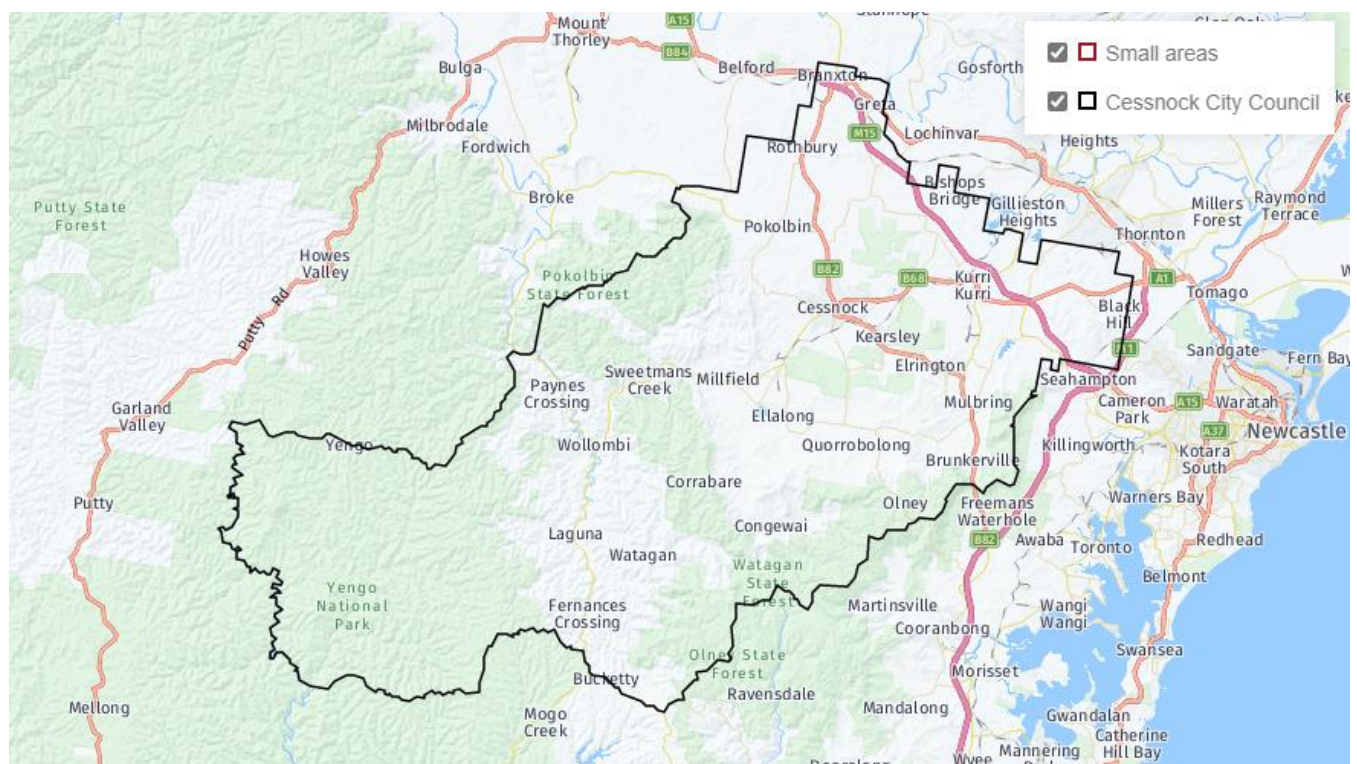 Stanhope
Glen Oak
Mount
Thorley
A15
B84
Belford
Branxton
Gosforth
Small areas
Cessnock City Council
Bulga
Greta
Milbrodale
Fordwich
M15
Lochinvar
Heights
Rothbury
Broke
Bishops
Bridge
Gillieston
Heights
Millers
Forest
Raymond
Terrace
Putty State
Forest
Pokolbin
Thornton
Howes
Valley
Pokolbin
State Forest
B82
B68
Kurri
Kurri
A1
Tomago
Putty Rd
Cessnock
Black
Hill
Kearsley
M1
Sandgate
Fern Bay
Elrington
Sweetmans
Creek
Millfield
Paynes
Crossing
Seahampton
Cameron
Park
A15
Waratah
Garland
Valley
Ellalong
Mulbring
A37
Newcastle
Yengo
Wollombi
Quorrobolong
Killingworth
Kotara
South
Brunkerville
Corrabare
Warners Bay
Putty
Olney
Freemans
Waterhole
Laguna
Congewai
B82
Awaba
Toronto
Redhead
Watagan
Watagan
State
Forest
Belmont
Yengo
National
Park
Fernances
Crossing
Martinsville
Wangi
Wangi
Cooranbong
Swansea
Olney State
Forest
Morisset
Bucketty
Ravensdale
Mellong
Mandalong
Mogo
Creek
Gwandalan
Catherine
Hill Bay
Mannering
Wyee